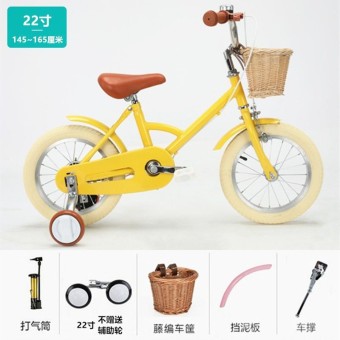 22寸
145~165厘米
打气筒
22寸 不赠送
辅助轮
藤编车筐
挡泥板
车撑